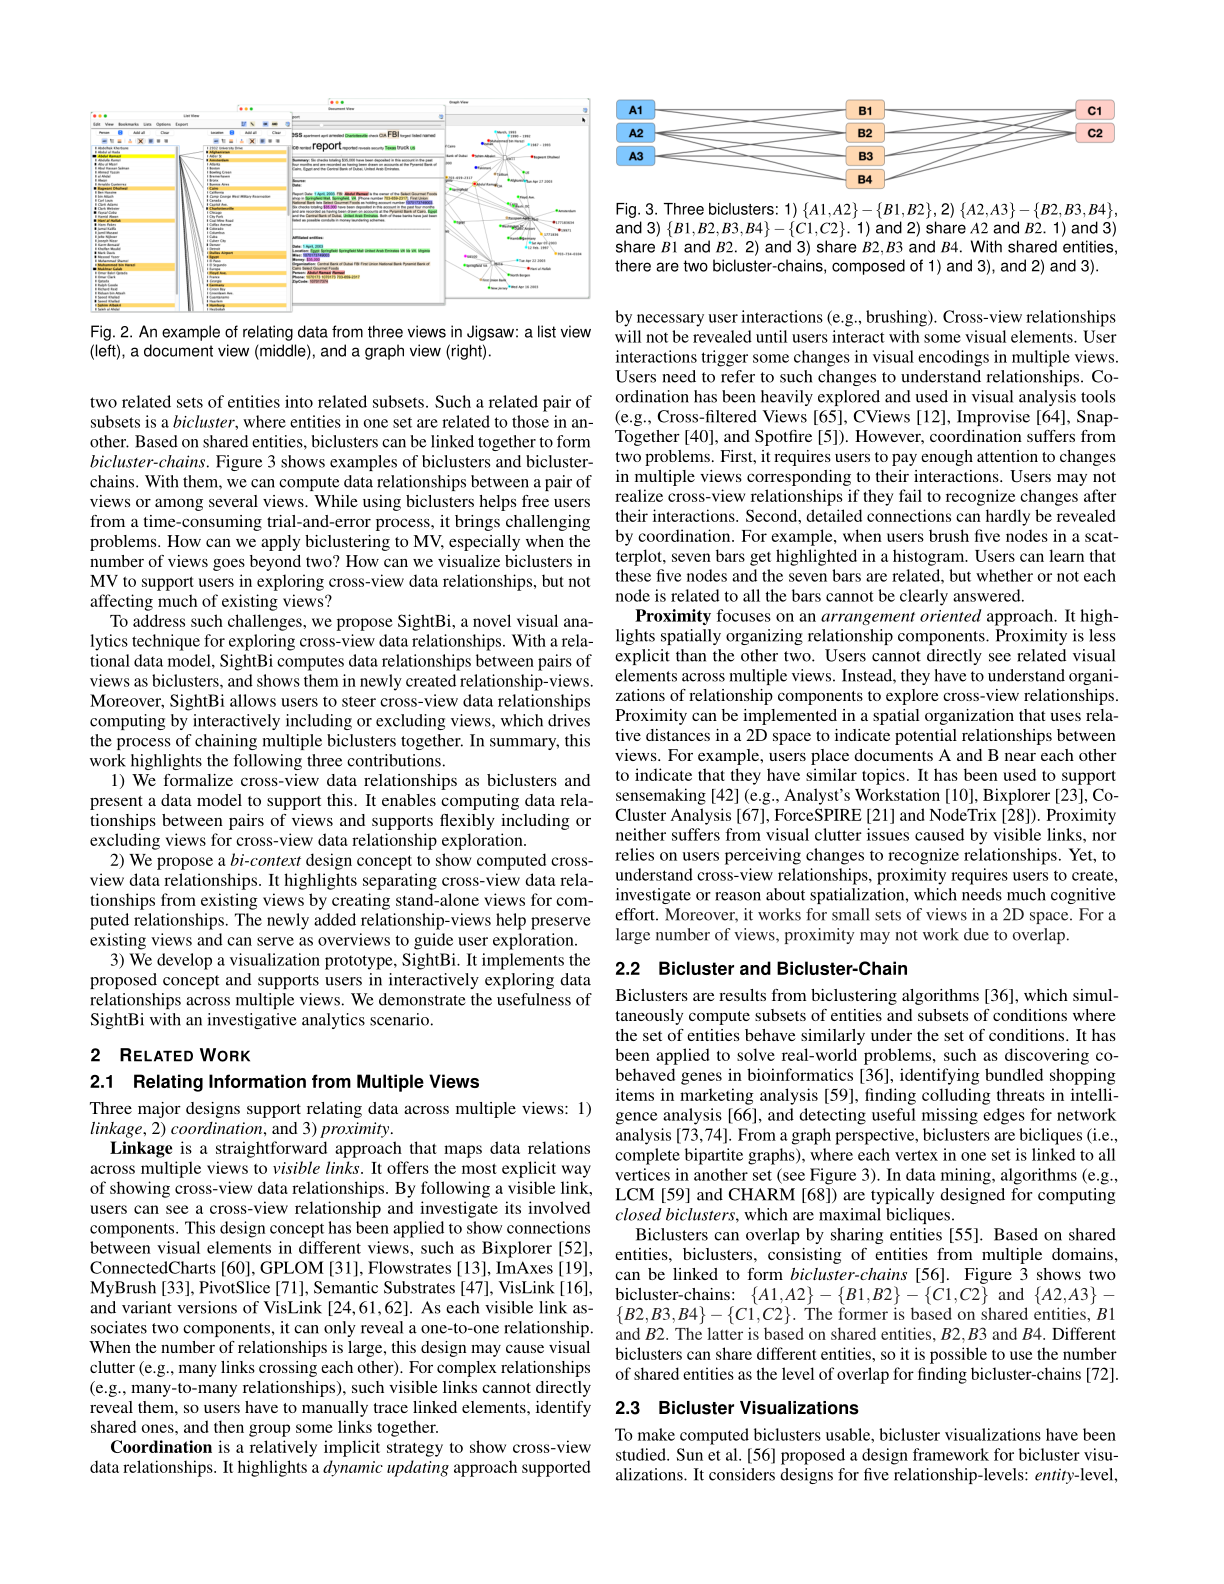 List View
Document View
Graph View
Edit View Bookmarks Lists Options Export
Fig. 2. An example of relating data from three views in Jigsaw: a list view
(left), a document view (middle), and a graph view (right).
two related sets of entities into related subsets. Such a related pair of
subsets is a bicluster, where entities in one set are related to those in an-
other. Based on shared entities, biclusters can be linked together to form
bicluster-chains. Figure 3 shows examples of biclusters and bicluster-
chains. With them, we can compute data relationships between a pair of
views or among several views. While using biclusters helps free users
from a time-consuming trial-and-error process, it brings challenging
problems. How can we apply biclustering to MV, especially when the
number of views goes beyond two? How can we visualize biclusters in
MV to support users in exploring cross-view data relationships, but not
affecting much of existing views?
To address such challenges, we propose SightBi, a novel visual ana-
lytics technique for exploring cross-view data relationships. With a rela-
tional data model, SightBi computes data relationships between pairs of
views as biclusters, and shows them in newly created relationship-views.
Moreover, SightBi allows users to steer cross-view data relationships
computing by interactively including or excluding views, which drives
the process of chaining multiple biclusters together. In summary, this
work highlights the following three contributions.
1) We formalize cross-view data relationships as biclusters and
present a data model to support this. It enables computing data rela-
tionships between pairs of views and supports flexibly including or
excluding views for cross-view data relationship exploration.
2) We propose a bi-context design concept to show computed cross-
view data relationships. It highlights separating cross-view data rela-
tionships from existing views by creating stand-alone views for com-
puted relationships. The newly added relationship-views help preserve
existing views and can serve as overviews to guide user exploration.
3) We develop a visualization prototype, SightBi. It implements the
proposed concept and supports users in interactively exploring data
relationships across multiple views. We demonstrate the usefulness of
SightBi with an investigative analytics scenario.
2 RELATED WORK
2.1 Relating Information from Multiple Views
Three major designs support relating data across multiple views: 1)
linkage, 2) coordination, and 3) proximity.
Linkage is a straightforward approach that maps data relations
across multiple views to visible links. It offers the most explicit way
of showing cross-view data relationships. By following a visible link,
users can see a cross-view relationship and investigate its involved
components. This design concept has been applied to show connections
between visual elements in different views, such as Bixplorer [52],
ConnectedCharts [60], GPLOM [31], Flowstrates [13], ImAxes [19],
MyBrush [33], PivotSlice [71], Semantic Substrates [47], VisLink [16],
and variant versions of VisLink [24,61,62]. As each visible link as-
sociates two components, it can only reveal a one-to-one relationship.
When the number of relationships is large, this design may cause visual
clutter (e.g., many links crossing each other). For complex relationships
(e.g., many-to-many relationships), such visible links cannot directly
reveal them, so users have to manually trace linked elements, identify
shared ones, and then group some links together.
Coordination is a relatively implicit strategy to show cross-view
data relationships. It highlights a dynamic updating approach supported
A1 B1 C1
A2 B2 C2
A3 B3
B4
Fig. 3. Three biclusters: 1) {A1,A2} − {B1,B2}, 2) {A2,A3} − {B2,B3,B4},
and 3) {B1,B2,B3,B4} − {C1,C2}. 1) and 2) share A2 and B2. 1) and 3)
share B1 and B2. 2) and 3) share B2,B3 and B4. With shared entities,
there are two bicluster-chains, composed of 1) and 3), and 2) and 3).
by necessary user interactions (e.g., brushing). Cross-view relationships
will not be revealed until users interact with some visual elements. User
interactions trigger some changes in visual encodings in multiple views.
Users need to refer to such changes to understand relationships. Co-
ordination has been heavily explored and used in visual analysis tools
(e.g., Cross-filtered Views [65], CViews [12], Improvise [64], Snap-
Together [40], and Spotfire [5]). However, coordination suffers from
two problems. First, it requires users to pay enough attention to changes
in multiple views corresponding to their interactions. Users may not
realize cross-view relationships if they fail to recognize changes after
their interactions. Second, detailed connections can hardly be revealed
by coordination. For example, when users brush five nodes in a scat-
terplot, seven bars get highlighted in a histogram. Users can learn that
these five nodes and the seven bars are related, but whether or not each
node is related to all the bars cannot be clearly answered.
Proximity focuses on an arrangement oriented approach. It high-
lights spatially organizing relationship components. Proximity is less
explicit than the other two. Users cannot directly see related visual
elements across multiple views. Instead, they have to understand organi-
zations of relationship components to explore cross-view relationships.
Proximity can be implemented in a spatial organization that uses rela-
tive distances in a 2D space to indicate potential relationships between
views. For example, users place documents A and B near each other
to indicate that they have similar topics. It has been used to support
sensemaking [42] (e.g., Analyst's Workstation [10], Bixplorer [23], Co-
Cluster Analysis [67], ForceSPIRE [21] and NodeTrix [28]). Proximity
neither suffers from visual clutter issues caused by visible links, nor
relies on users perceiving changes to recognize relationships. Yet, to
understand cross-view relationships, proximity requires users to create,
investigate or reason about spatialization, which needs much cognitive
effort. Moreover, it works for small sets of views in a 2D space. For a
large number of views, proximity may not work due to overlap.
2.2 Bicluster and Bicluster-Chain
Biclusters are results from biclustering algorithms [36], which simul-
taneously compute subsets of entities and subsets of conditions where
the set of entities behave similarly under the set of conditions. It has
been applied to solve real-world problems, such as discovering co-
behaved genes in bioinformatics [36], identifying bundled shopping
items in marketing analysis [59], finding colluding threats in intelli-
gence analysis [66], and detecting useful missing edges for network
analysis [73,74]. From a graph perspective, biclusters are bicliques (i.e.,
complete bipartite graphs), where each vertex in one set is linked to all
vertices in another set (see Figure 3). In data mining, algorithms (e.g.,
LCM [59] and CHARM [68]) are typically designed for computing
closed biclusters, which are maximal bicliques.
Biclusters can overlap by sharing entities [55]. Based on shared
entities, biclusters, consisting of entities from multiple domains,
can be linked to form bicluster-chains [56]. Figure 3 shows two
bicluster-chains: {A1,A2} − {B1,B2} − {C1,C2} and {A2,A3} −
{B2,B3,B4} − {C1,C2}. The former is based on shared entities, B1
and B2. The latter is based on shared entities, B2,B3 and B4. Different
biclusters can share different entities, so it is possible to use the number
of shared entities as the level of overlap for finding bicluster-chains [72].
2.3 Bicluster Visualizations
To make computed biclusters usable, bicluster visualizations have been
studied. Sun et al. [56] proposed a design framework for bicluster visu-
alizations. It considers designs for five relationship-levels: entity-level,